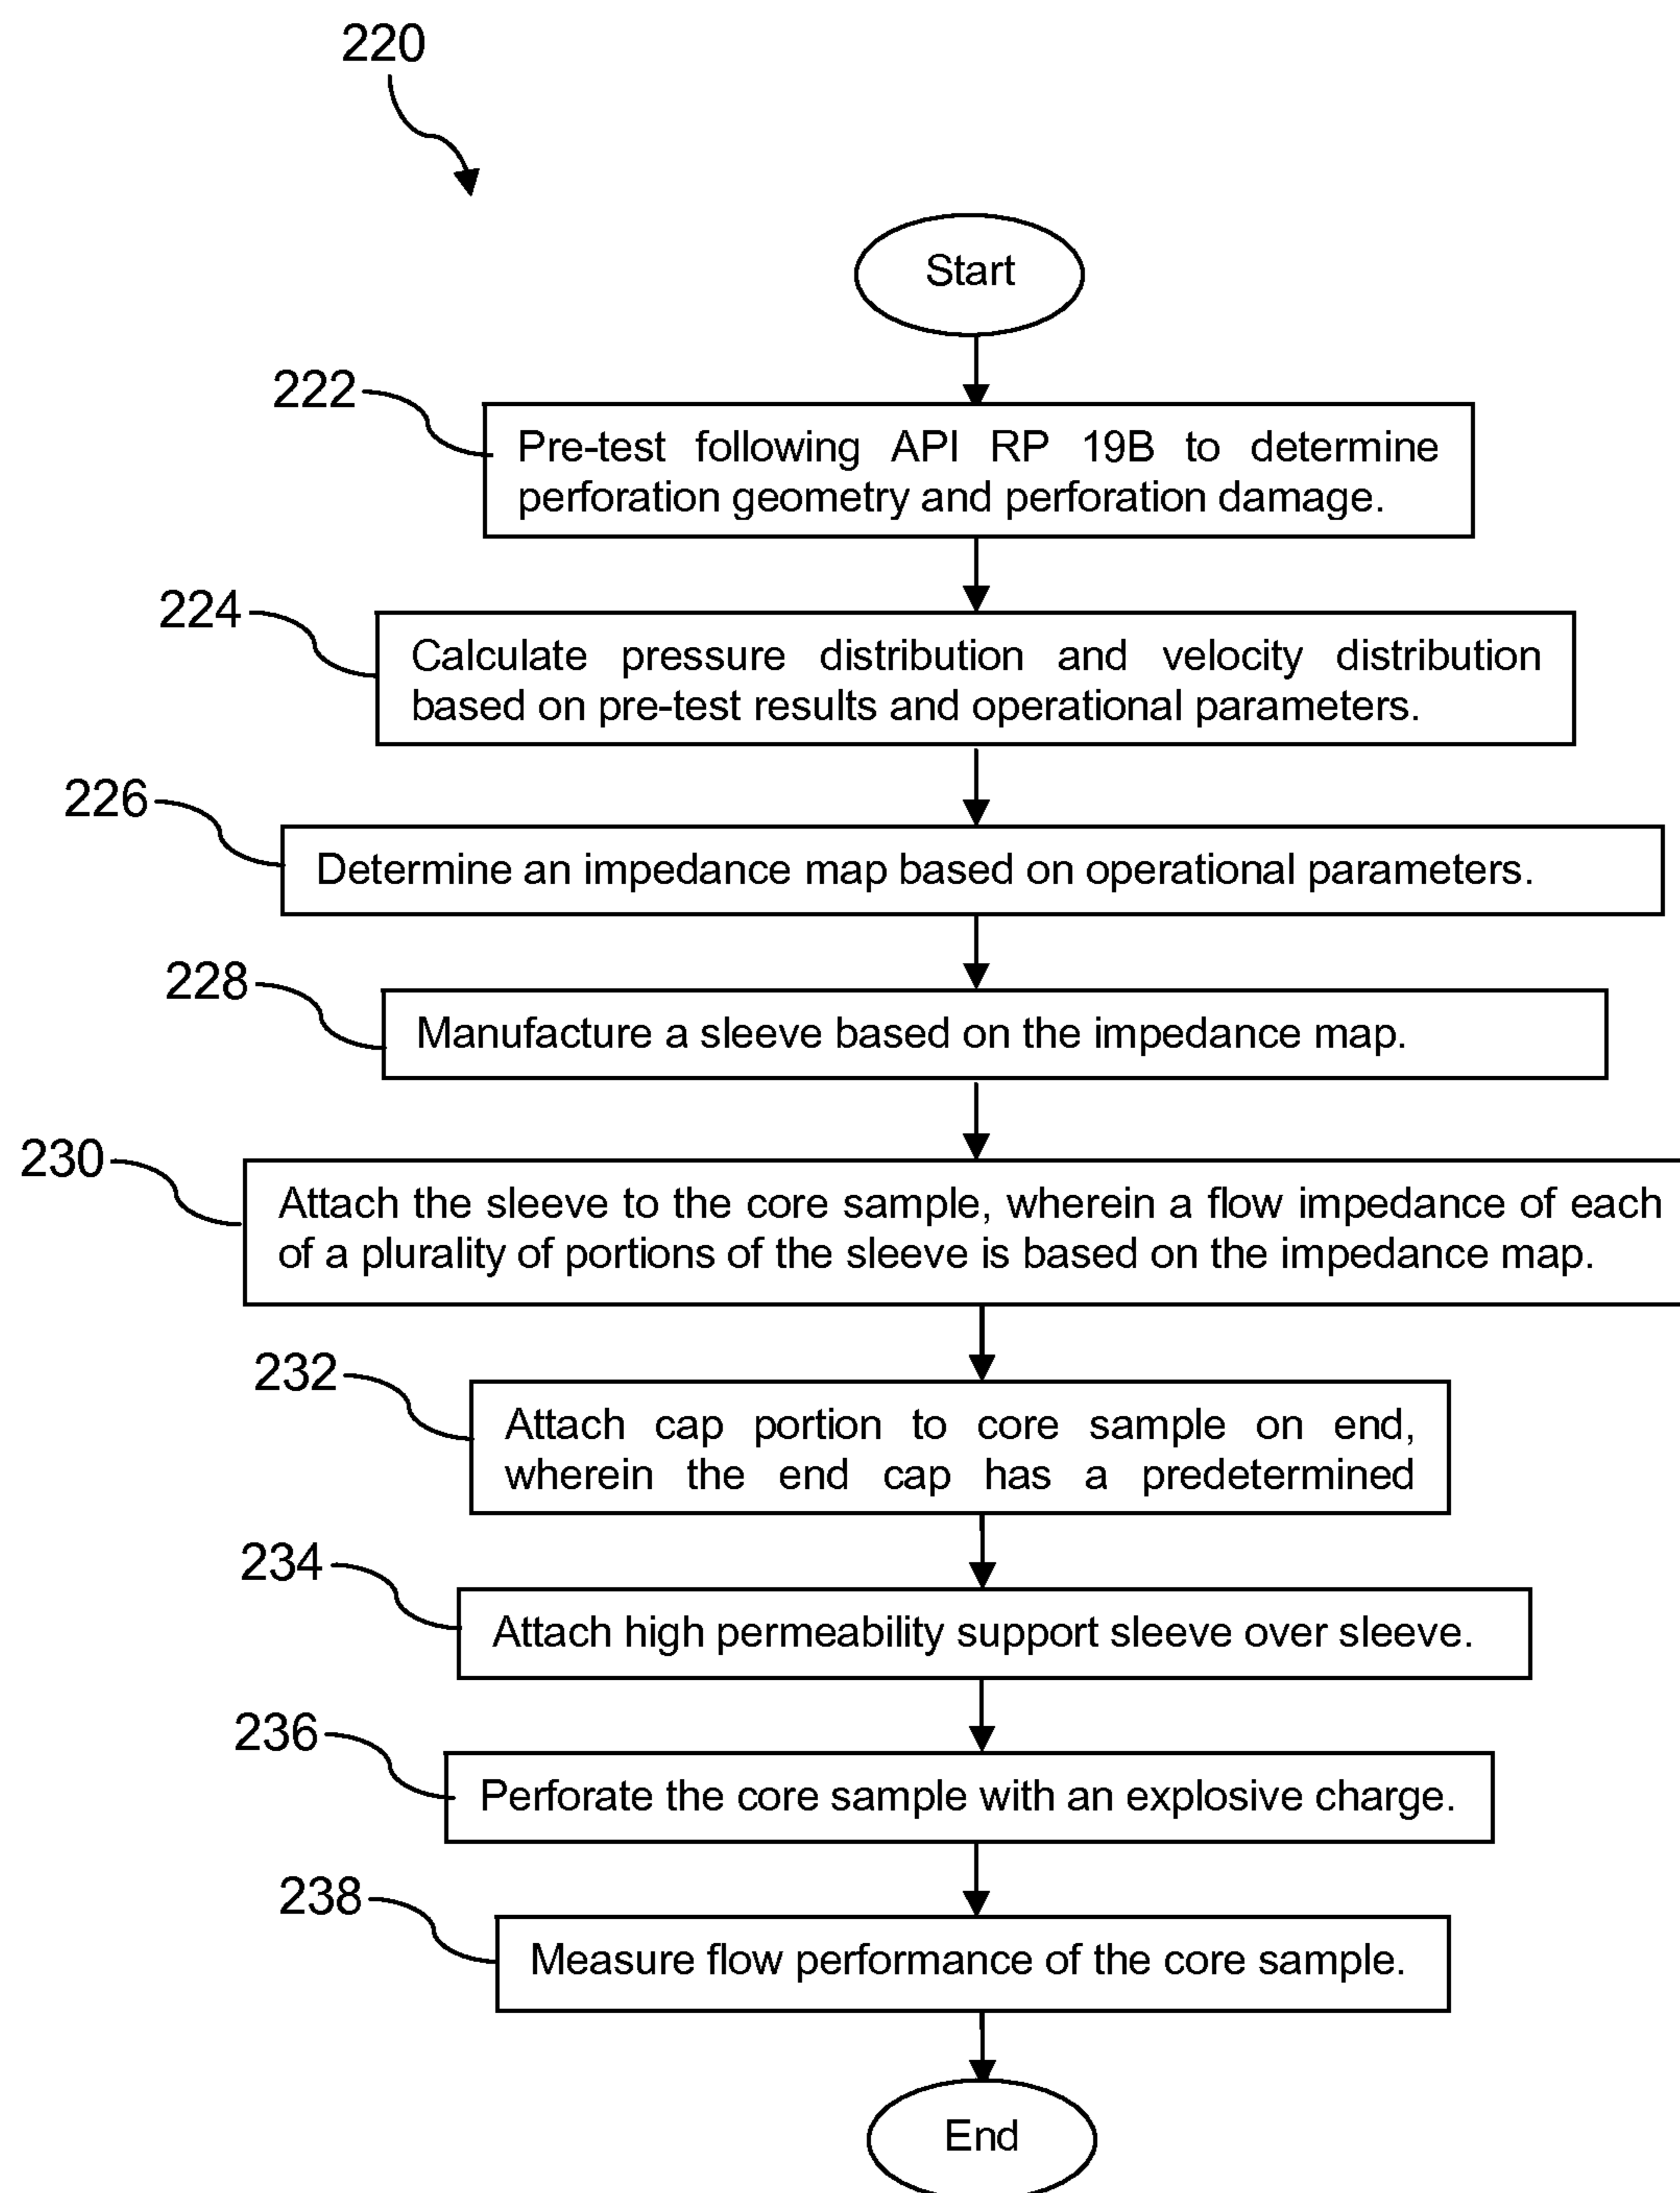 220
Start
222
Pre-test following API RP 19B to determine
perforation geometry and perforation damage.
224
Calculate pressure distribution and velocity distribution
based on pre-test results and operational parameters.
226
Determine an impedance map based on operational parameters.
228
Manufacture a sleeve based on the impedance map.
230
Attach the sleeve to the core sample, wherein a flow impedance of each
of a plurality of portions of the sleeve is based on the impedance map.
232
Attach cap portion to core sample on end,
wherein the end cap has a predetermined
234
Attach high permeability support sleeve over sleeve.
236
Perforate the core sample with an explosive charge.
238
Measure flow performance of the core sample.
End